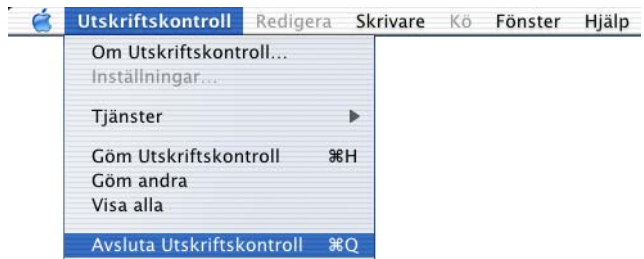 Utskriftskontroll Redigera Skrivare Kö Fönster Hjälp
Om Utskriftskontroll...
Inställningar...
Tjänster
Göm Utskriftskontroll ⌘H
Göm andra
Visa alla
Avsluta Utskriftskontroll ⌘Q